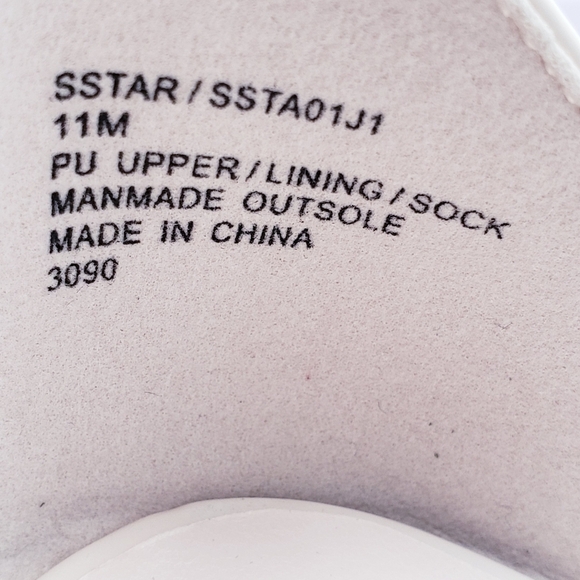 SSTAR / SSTA01J1
11M
PU UPPER / LINING / SOCK
MANMADE OUTSOLE
MADE IN CHINA
3090